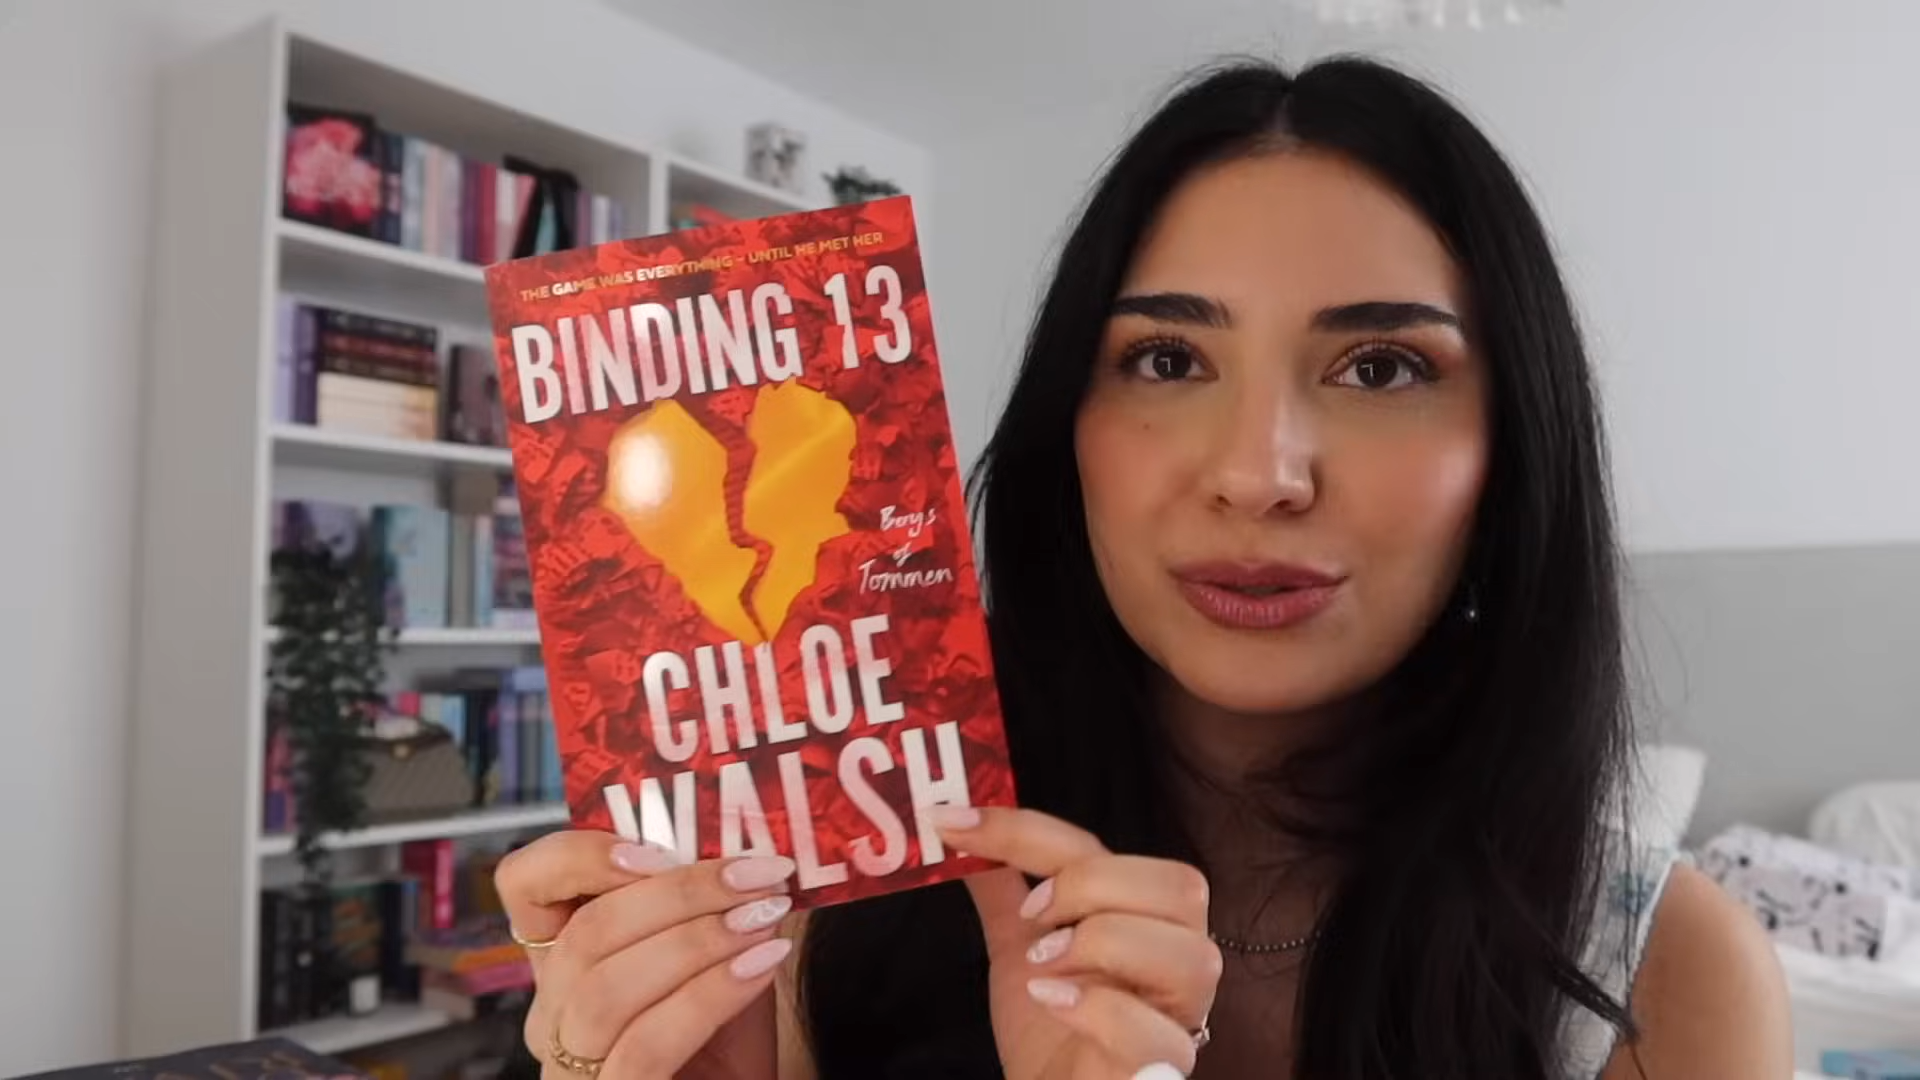 THE GAME WAS EVERYTHING - UNTIL HE MET HER
BINDING 13
Boys
of
Tommen
CHLOE
WALSH